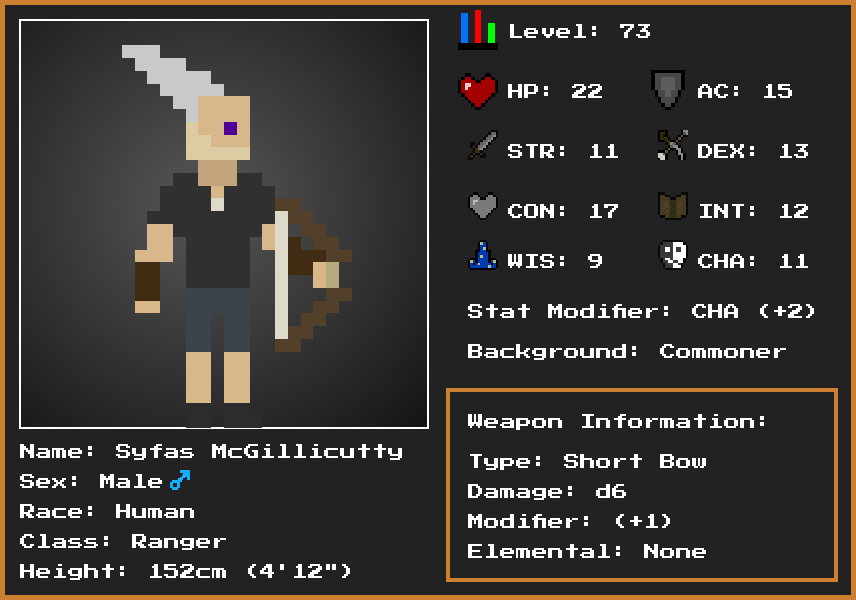 Level: 73
HP: 22
AC: 15
STR: 11
DEX: 13
CON: 17
INT: 12
WIS: 9
CHA: 11
Stat Modifier: CHA (+2)
Background: Commoner
Weapon Information:
Type: Short Bow
Damage: d6
Modifier: (+1)
Elemental: None
Name: Syfas McGillicutty
Sex: Male ♂
Race: Human
Class: Ranger
Height: 152cm (4'12")